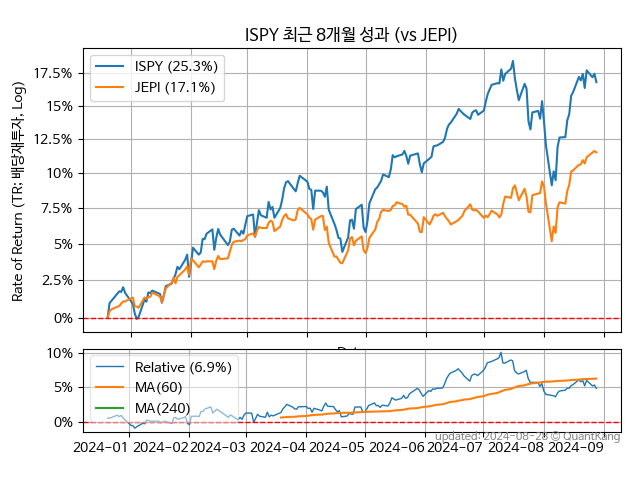 ISPY 최근 8개월 성과 (vs JEPI)
Rate of Return (TR: 배당재투자, Log)
17.5%
15%
12.5%
10%
7.5%
5%
2.5%
0%
ISPY (25.3%)
JEPI (17.1%)
10%
5%
0%
Relative (6.9%)
MA(60)
MA(240)
2024-01 2024-02 2024-03 2024-04 2024-05 2024-06 2024-07 2024-08 2024-09
updated: 2024-08-28 © QuantKang